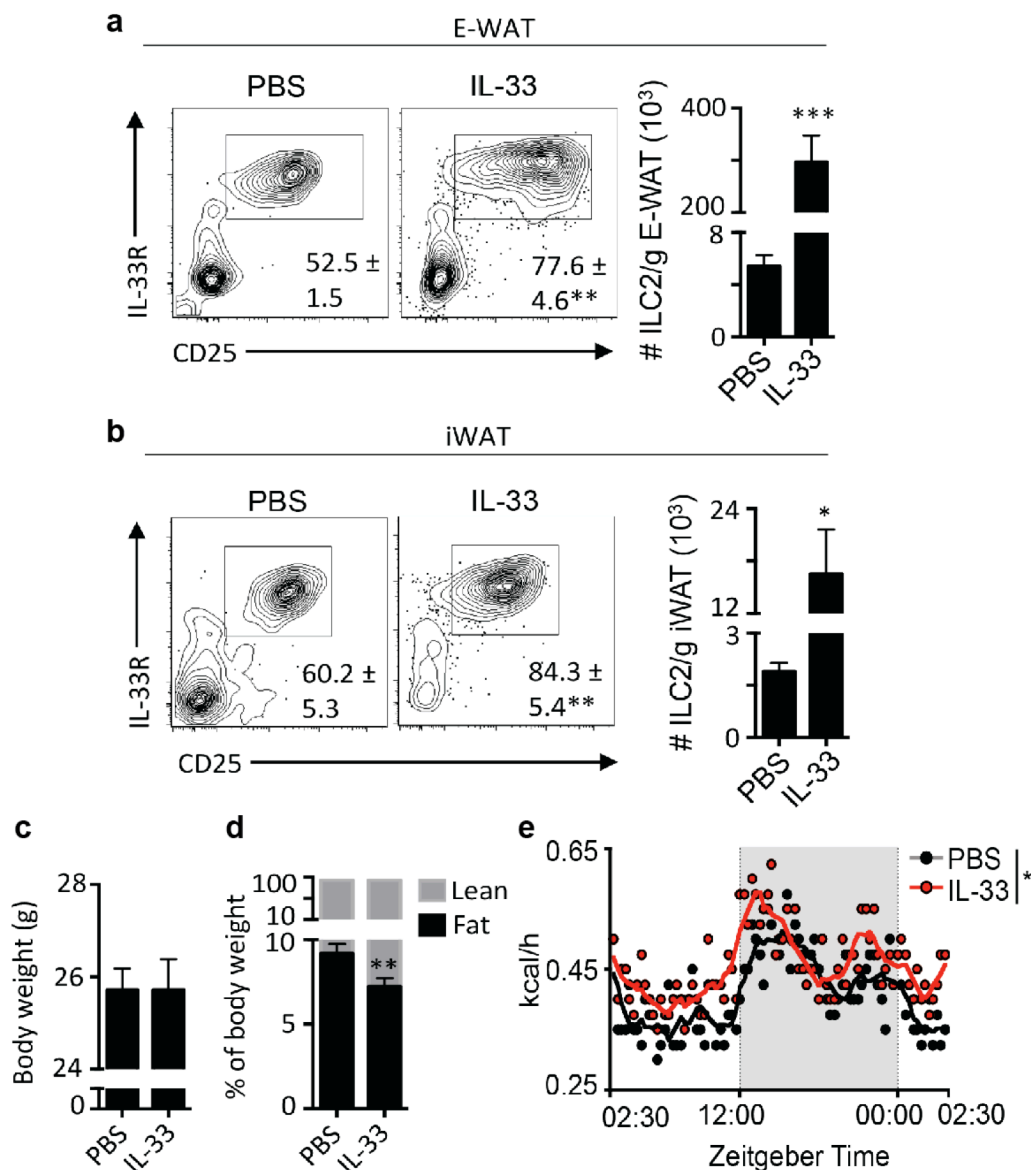 a
E-WAT
PBS
IL-33
IL-33R
CD25
52.5 ±
1.5
77.6 ±
4.6**
# ILC2/g E-WAT (10³)
400
200
8
0
***
PBS
IL-33
b
iWAT
PBS
IL-33
IL-33R
CD25
60.2 ±
5.3
84.3 ±
5.4**
# ILC2/g iWAT (10³)
24
12
3
0
*
PBS
IL-33
c
Body weight (g)
28
26
24
0
PBS
IL-33
d
% of body weight
100
10
10
5
0
**
Lean
Fat
PBS
IL-33
e
kcal/h
0.65
0.45
0.25
PBS
IL-33
*
02:30
12:00
00:00
02:30
Zeitgeber Time